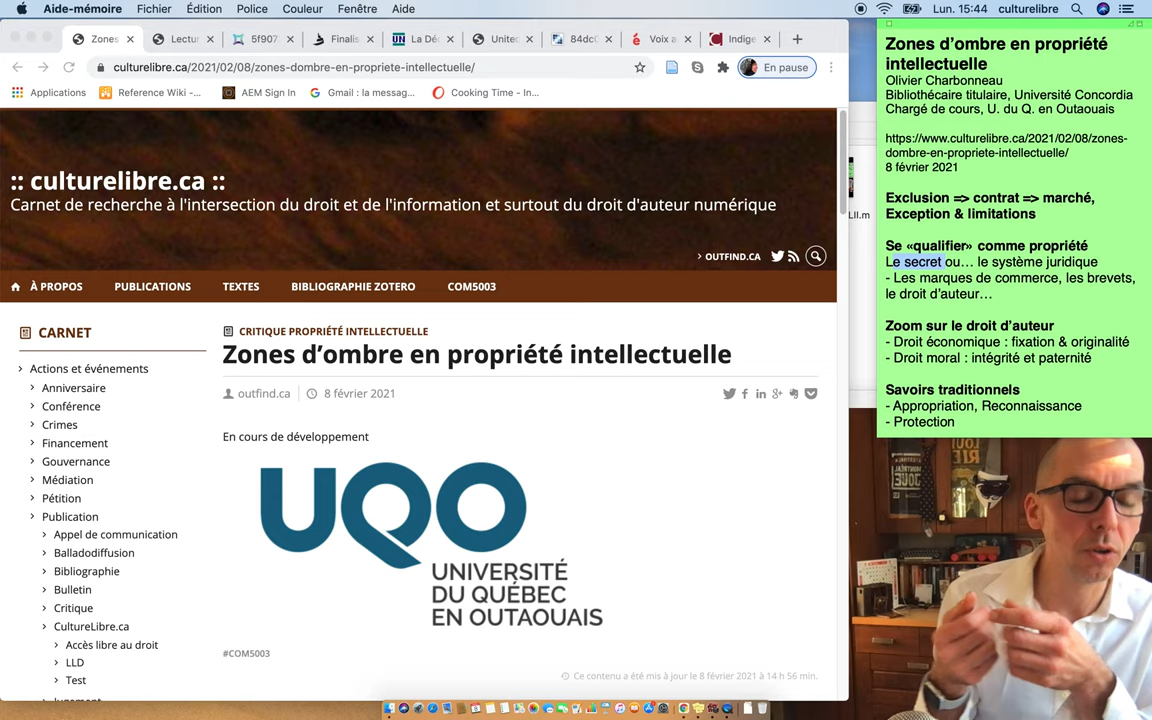 Aide-mémoire Fichier Édition Police Couleur Fenêtre Aide Lun. 15:44 culturelibre
Zones Lectur 5f907 Finalis La Déc Unitec 84dc0 Voix a Indige
culturelibre.ca/2021/02/08/zones-dombre-en-propriete-intellectuelle/ En pause
Applications Reference Wiki -... AEM Sign In Gmail : la messag... Cooking Time - In...
:: culturelibre.ca ::
Carnet de recherche à l'intersection du droit et de l'information et surtout du droit d'auteur numérique
OUTFIND.CA
À PROPOS PUBLICATIONS TEXTES BIBLIOGRAPHIE ZOTERO COM5003
CARNET
Actions et événements
Anniversaire
Conférence
Crimes
Financement
Gouvernance
Médiation
Pétition
Publication
Appel de communication
Balladodiffusion
Bibliographie
Bulletin
Critique
CultureLibre.ca
Accès libre au droit
LLD
Test
CRITIQUE PROPRIÉTÉ INTELLECTUELLE
Zones d’ombre en propriété intellectuelle
outfind.ca 8 février 2021
En cours de développement
UQO
UNIVERSITÉ
DU QUÉBEC
EN OUTAOUAIS
#COM5003
Ce contenu a été mis à jour le 8 février 2021 à 14 h 56 min.
Zones d’ombre en propriété
intellectuelle
Olivier Charbonneau
Bibliothécaire titulaire, Université Concordia
Chargé de cours, U. du Q. en Outaouais
https://www.culturelibre.ca/2021/02/08/zones-
dombre-en-propriete-intellectuelle/
8 février 2021
Exclusion => contrat => marché,
Exception & limitations
Se «qualifier» comme propriété
Le secret ou… le système juridique
- Les marques de commerce, les brevets,
le droit d’auteur…
Zoom sur le droit d’auteur
- Droit économique : fixation & originalité
- Droit moral : intégrité et paternité
Savoirs traditionnels
- Appropriation, Reconnaissance
- Protection
LII.m